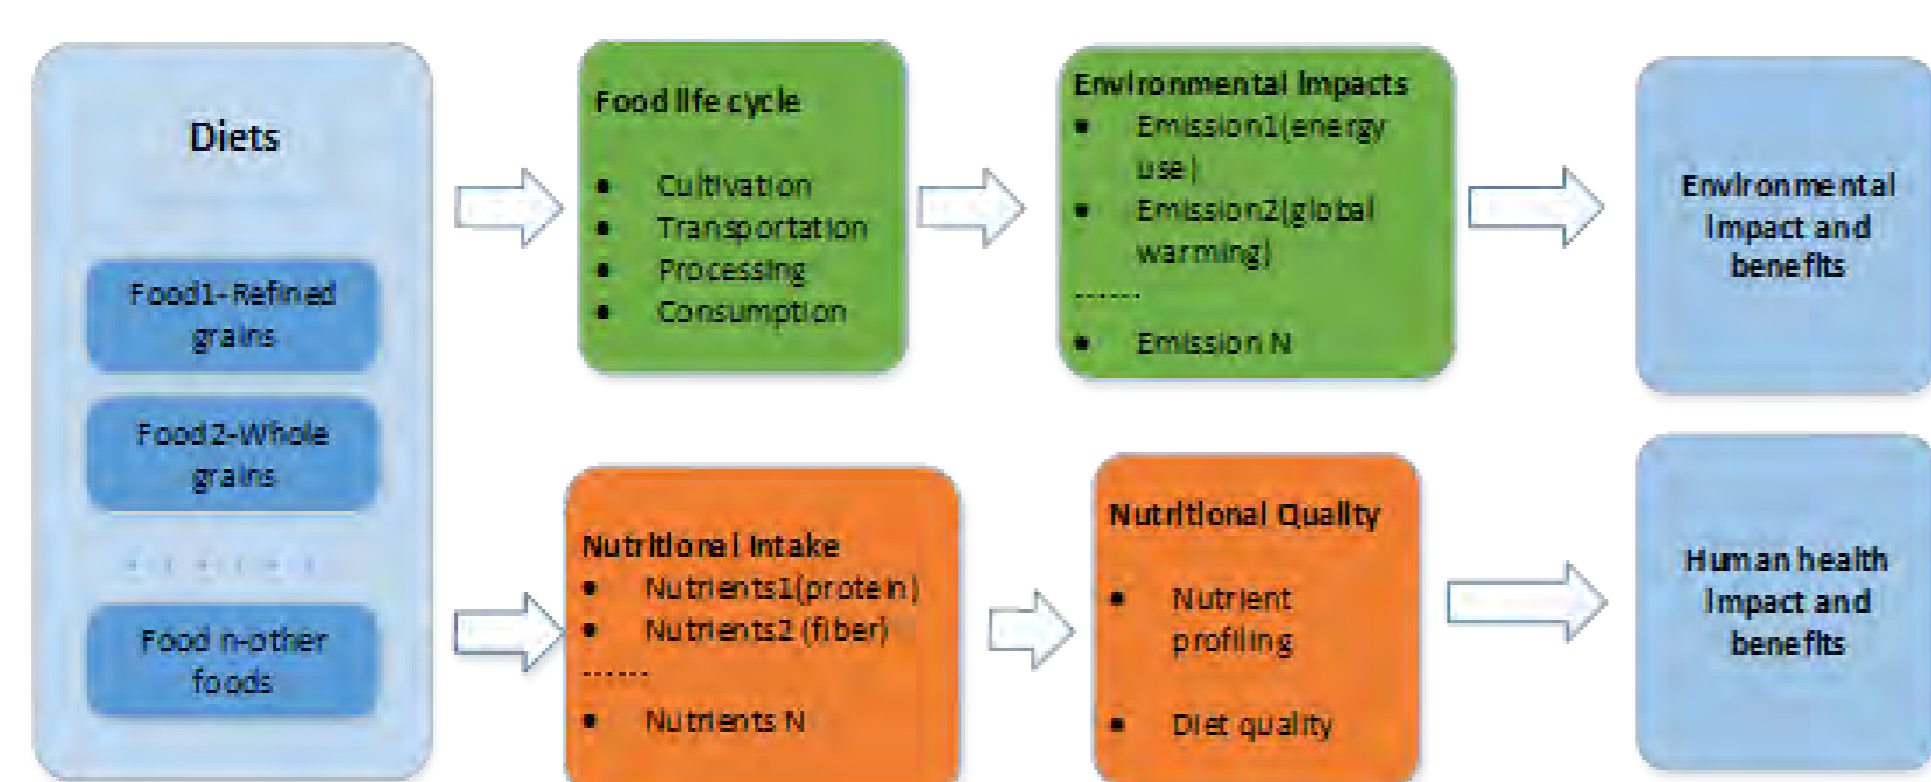 Diets
Food1-Refined
grains
Food2-Whole
grains
......
Food n-other
foods
Food life cycle
• Cultivation
• Transportation
• Processing
• Consumption
Environmental Impacts
• Emission1(energy
use)
• Emission2(global
warming)
......
• Emission N
Environmental
Impact and
benefits
Nutritional Intake
• Nutrients1(protein)
• Nutrients2 (fiber)
......
• Nutrients N
Nutritional Quality
• Nutrient
profiling
• Diet quality
Human health
Impact and
benefits